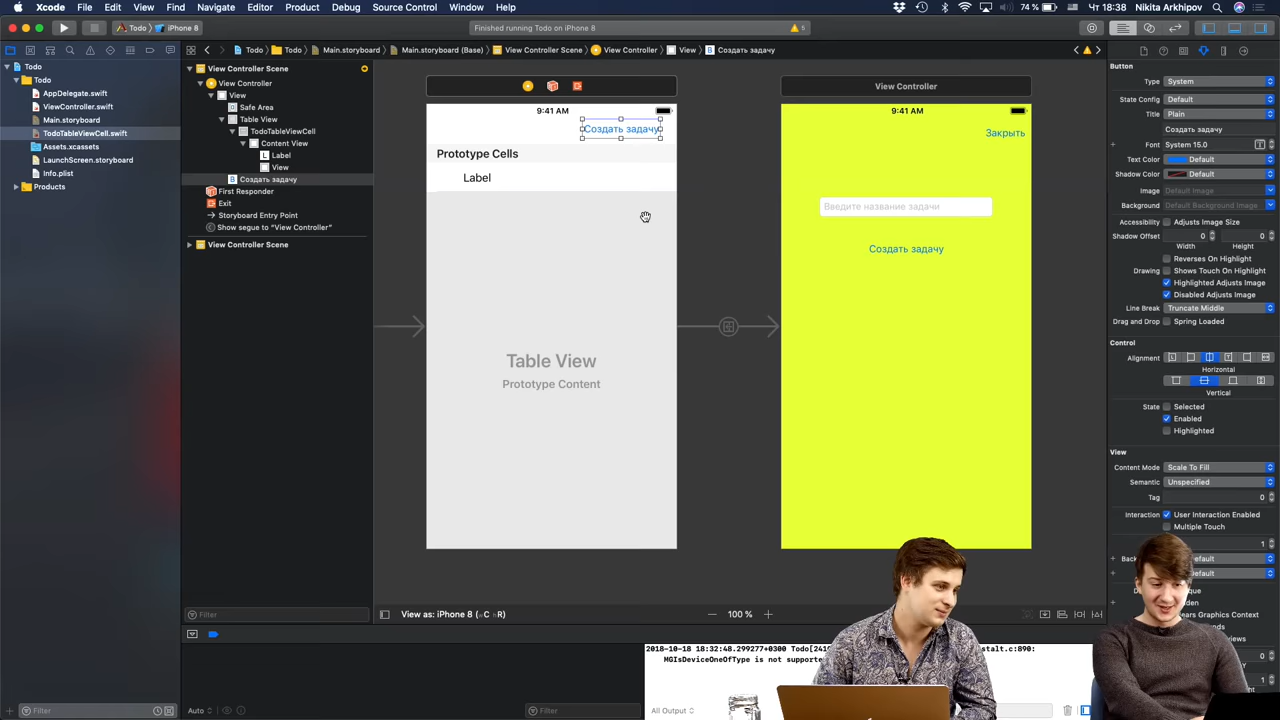 Xcode File Edit View Find Navigate Editor Product Debug Source Control Window Help
74 % Чт 18:38 Nikita Arkhipov
Todo iPhone 8
Finished running Todo on iPhone 8
5
Todo Todo Main.storyboard Main.storyboard (Base) View Controller Scene View Controller View Создать задачу
Todo
Todo
AppDelegate.swift
ViewController.swift
Main.storyboard
TodoTableViewCell.swift
Assets.xcassets
LaunchScreen.storyboard
Info.plist
Products
View Controller Scene
View Controller
View
Safe Area
Table View
TodoTableViewCell
Content View
L Label
View
B Создать задачу
First Responder
Exit
Storyboard Entry Point
Show segue to "View Controller"
View Controller Scene
9:41 AM
Создать задачу
Prototype Cells
Label
Table View
Prototype Content
View Controller
9:41 AM
Закрыть
Введите название задачи
Создать задачу
Button
Type System
State Config Default
Title Plain
Создать задачу
Font System 15.0
Text Color Default
Shadow Color Default
Image Default Image
Background Default Background Image
Accessibility Adjusts Image Size
Shadow Offset 0 0
Width Height
Reverses On Highlight
Drawing Shows Touch On Highlight
Highlighted Adjusts Image
Disabled Adjusts Image
Line Break Truncate Middle
Drag and Drop Spring Loaded
Control
Alignment
Horizontal
Vertical
State Selected
Enabled
Highlighted
View
Content Mode Scale To Fill
Semantic Unspecified
Tag 0
Interaction User Interaction Enabled
Multiple Touch
1
Default
Default
Filter
View as: iPhone 8 (wC hR)
100 %
2018-10-18 18:32:48.299277+0300
MGIsDeviceOneOfType is not
Filter
Auto
Filter
All Output